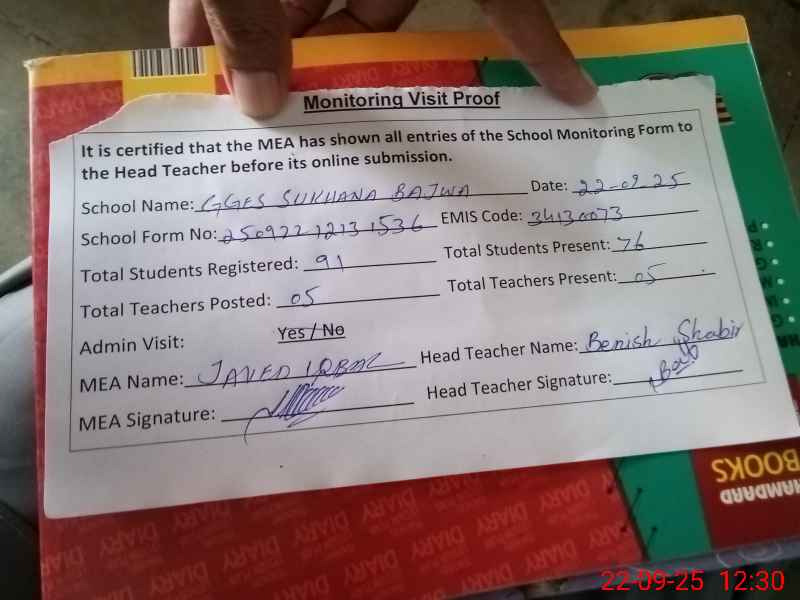 Monitoring Visit Proof
It is certified that the MEA has shown all entries of the School Monitoring Form to
the Head Teacher before its online submission.
School Name: GGES SUKHANA BAJWA Date: 22-09-25
School Form No: 250922 12131536 EMIS Code: 34130073
Total Students Registered: 91 Total Students Present: 76
Total Teachers Posted: 05 Total Teachers Present: 05
Admin Visit: Yes / No
MEA Name: JAVED IQBAL Head Teacher Name: Benish Shabir
MEA Signature: Head Teacher Signature:
DIARY
HAMDARD
BOOKS
22-09-25 12:30